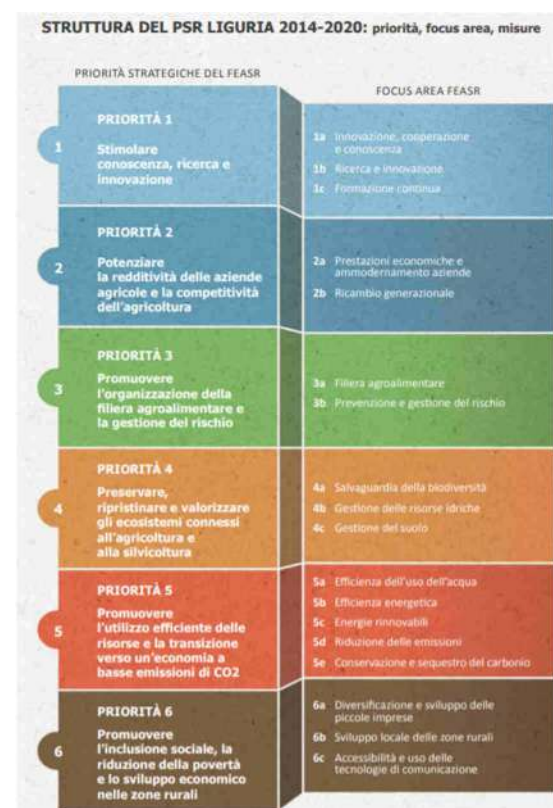 STRUTTURA DEL PSR LIGURIA 2014-2020: priorità, focus area, misure
PRIORITÀ STRATEGICHE DEL FEASR
FOCUS AREA FEASR
1
PRIORITÀ 1
Stimolare
conoscenza, ricerca e
innovazione
1a Innovazione, cooperazione
e conoscenza
1b Ricerca e innovazione
1c Formazione continua
2
PRIORITÀ 2
Potenziare
la redditività delle aziende
agricole e la competitività
dell'agricoltura
2a Prestazioni economiche e
ammodernamento aziende
2b Ricambio generazionale
3
PRIORITÀ 3
Promuovere
l'organizzazione della
filiera agroalimentare e
la gestione del rischio
3a Filiera agroalimentare
3b Prevenzione e gestione del rischio
4
PRIORITÀ 4
Preservare,
ripristinare e valorizzare
gli ecosistemi connessi
all'agricoltura e
alla silvicoltura
4a Salvaguardia della biodiversità
4b Gestione delle risorse idriche
4c Gestione del suolo
5
PRIORITÀ 5
Promuovere
l'utilizzo efficiente delle
risorse e la transizione
verso un'economia a
basse emissioni di CO2
5a Efficienza dell'uso dell'acqua
5b Efficienza energetica
5c Energie rinnovabili
5d Riduzione delle emissioni
5e Conservazione e sequestro del carbonio
6
PRIORITÀ 6
Promuovere
l'inclusione sociale, la
riduzione della povertà
e lo sviluppo economico
nelle zone rurali
6a Diversificazione e sviluppo delle
piccole imprese
6b Sviluppo locale delle zone rurali
6c Accessibilità e uso delle
tecnologie di comunicazione